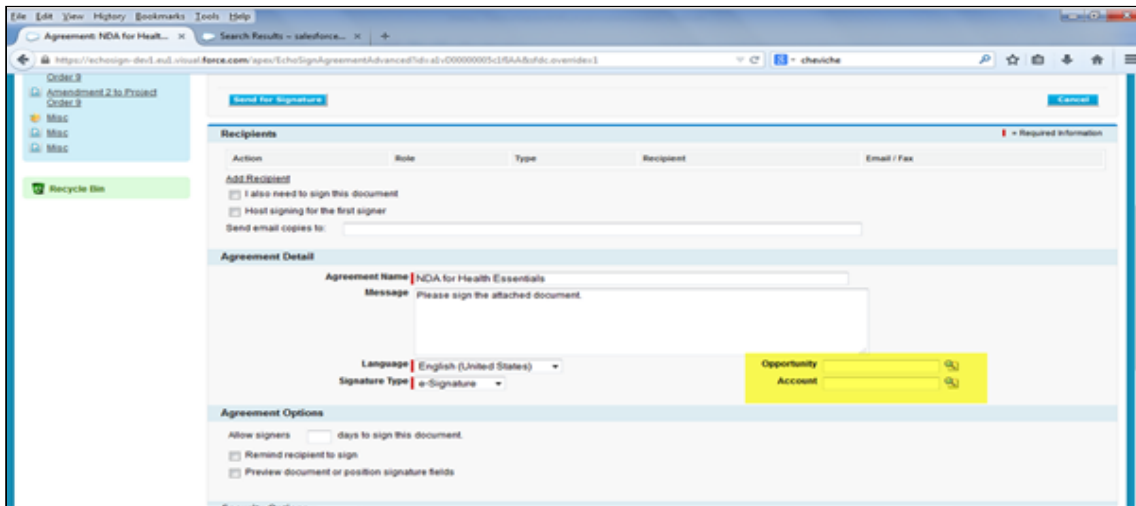 File Edit View History Bookmarks Tools Help
Agreement: NDA for Healt... × Search Results ~ salesforce... × +
https://echosign-dev1.eu1.visual.force.com/apex/EchoSignAgreementAdvanced? cheviche
Order 9
Amendment 2 to Project
Order 9
Misc
Misc
Misc
Recycle Bin
Send for Signature Cancel
Recipients = Required Information
Action Role Type Recipient Email / Fax
Add Recipient
I also need to sign this document
Host signing for the first signer
Send email copies to:
Agreement Detail
Agreement Name NDA for Health Essentials
Message Please sign the attached document.
Language English (United States) Opportunity
Signature Type e-Signature Account
Agreement Options
Allow signers days to sign this document.
Remind recipient to sign
Preview document or position signature fields